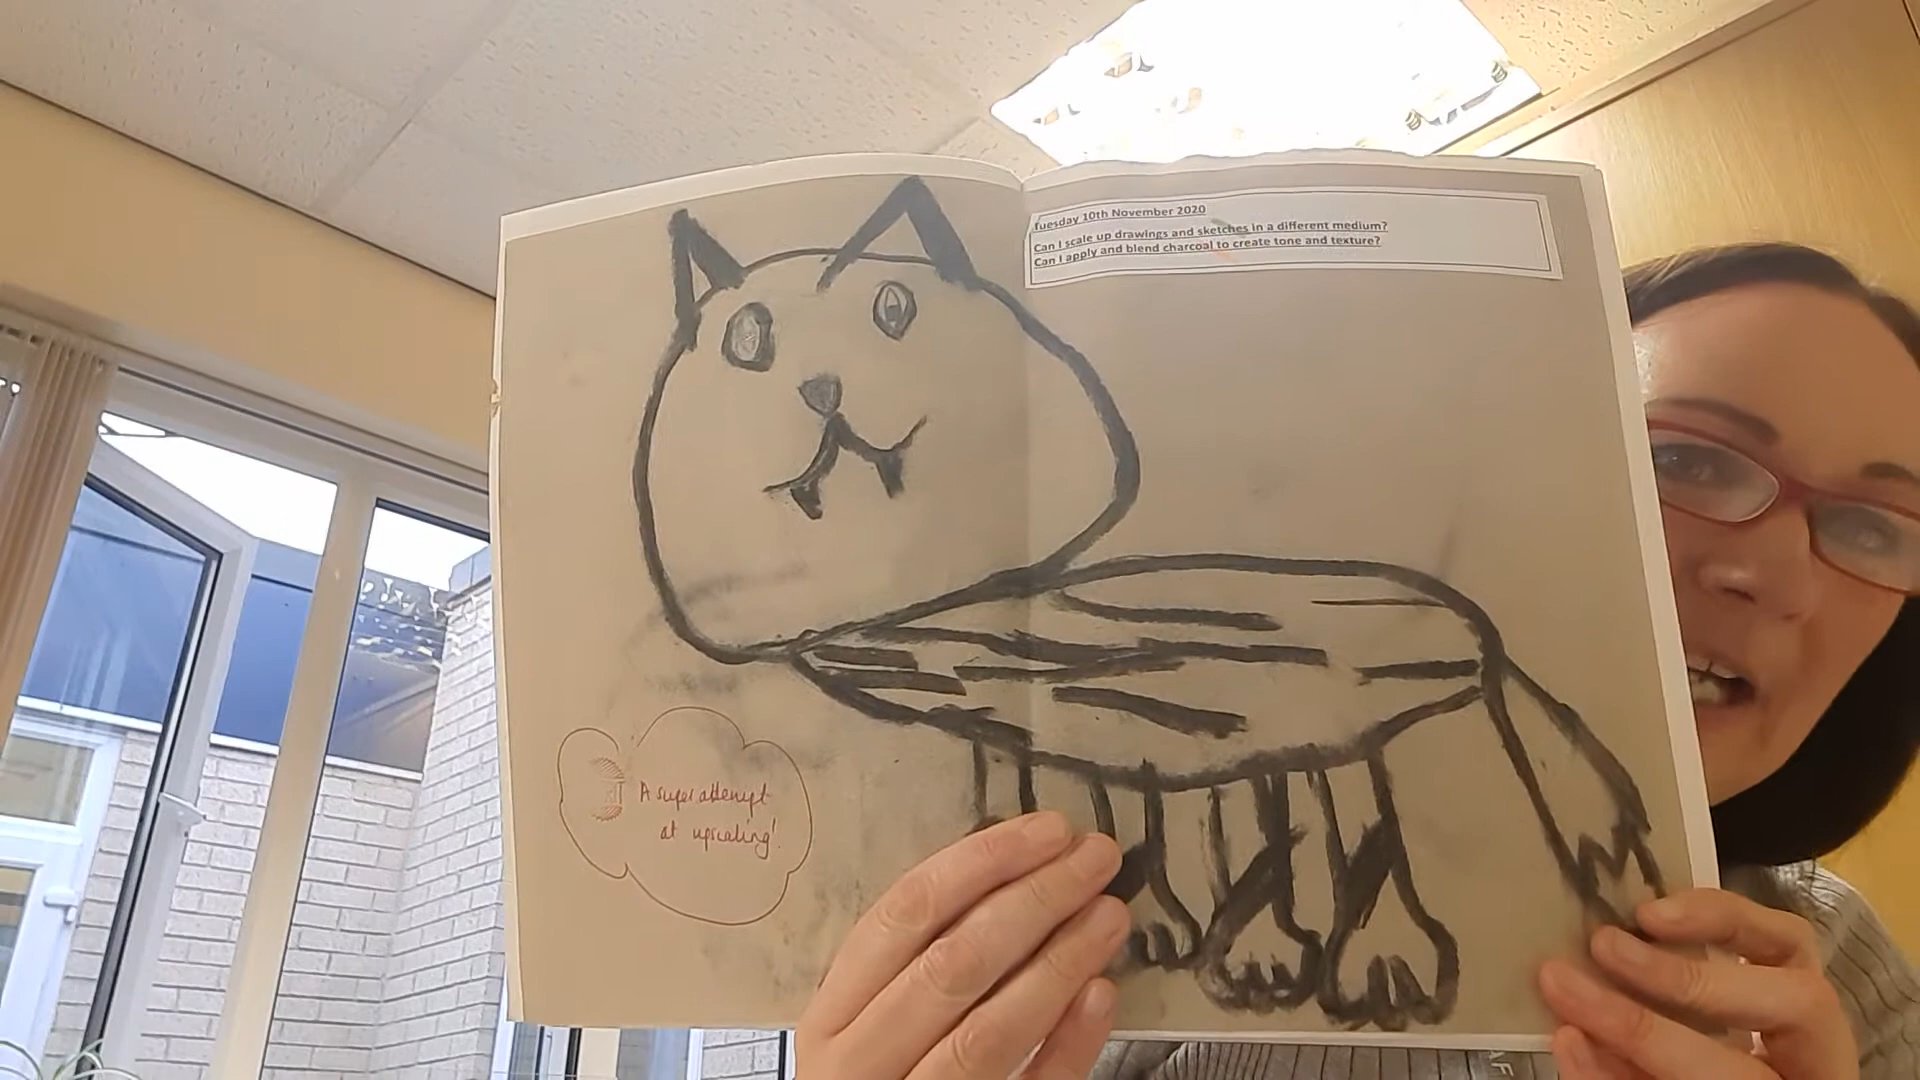 Tuesday 10th November 2020
Can I scale up drawings and sketches in a different medium?
Can I apply and blend charcoal to create tone and texture?
A super attempt
at upscaling!
AF